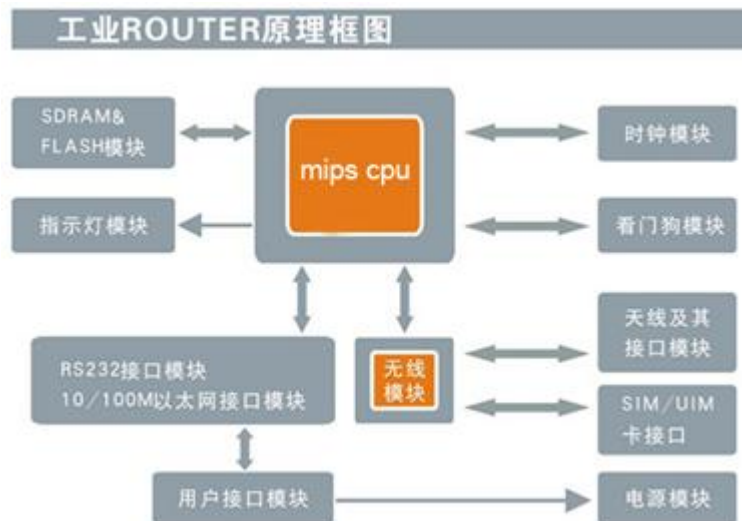 工业ROUTER原理框图
SDRAM&
FLASH模块
mips cpu
时钟模块
指示灯模块
看门狗模块
天线及其
接口模块
RS232接口模块
10/100M以太网接口模块
无线
模块
SIM/UIM
卡接口
用户接口模块
电源模块